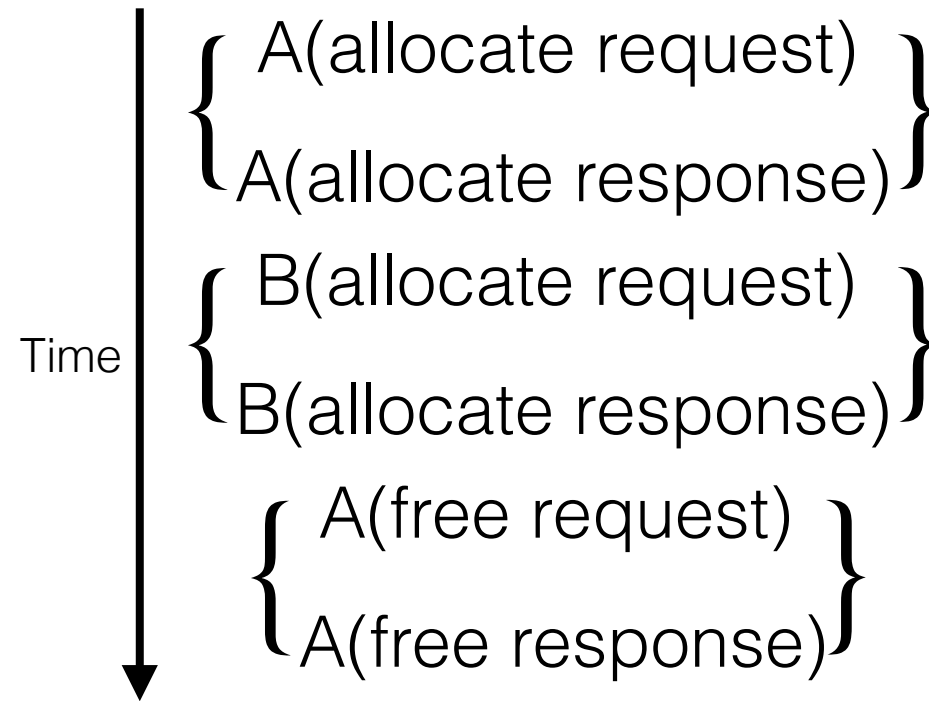 A(allocate request)
A(allocate response)
B(allocate request)
Time
B(allocate response)
A(free request)
A(free response)